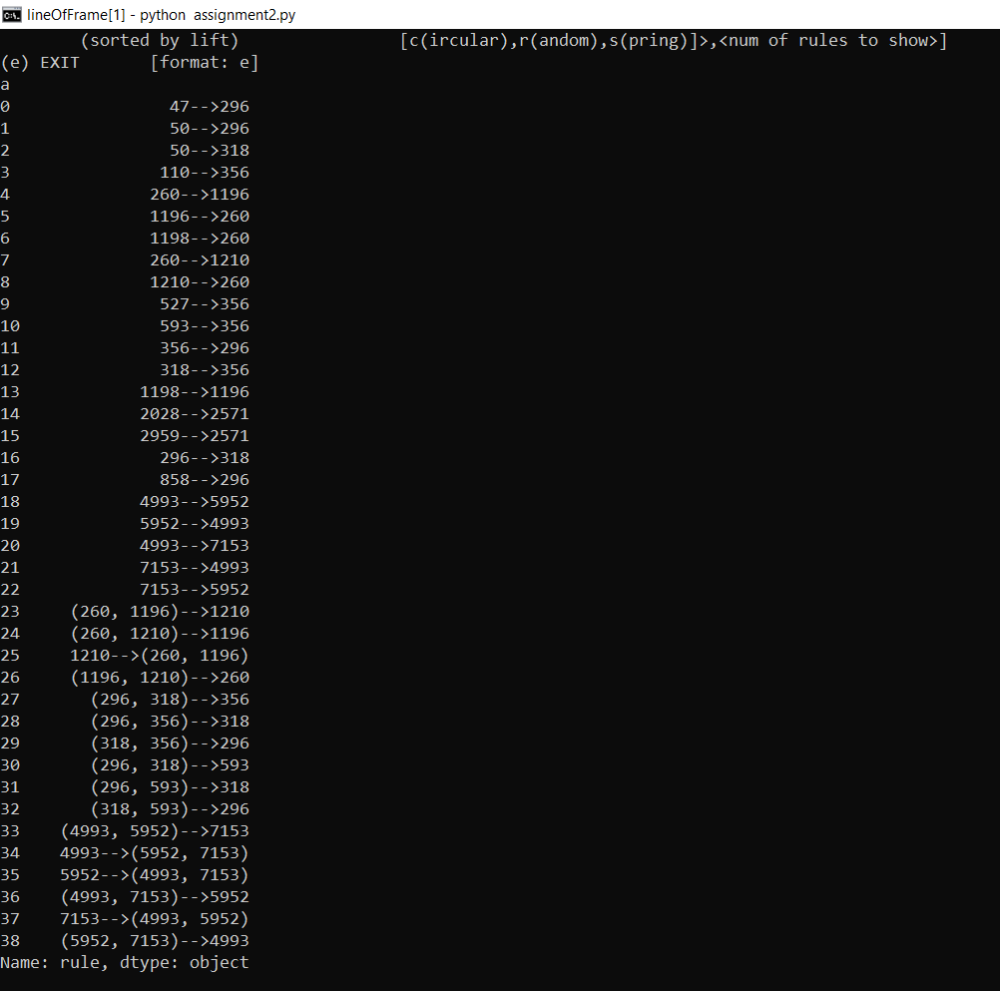 lineOfFrame[1] - python  assignment2.py
        (sorted by lift)                [c(ircular),r(andom),s(pring)]>,<num of rules to show>]
(e) EXIT       [format: e]
a
0                47-->296
1                50-->296
2                50-->318
3               110-->356
4              260-->1196
5              1196-->260
6              1198-->260
7              260-->1210
8              1210-->260
9               527-->356
10              593-->356
11              356-->296
12              318-->356
13            1198-->1196
14            2028-->2571
15            2959-->2571
16              296-->318
17              858-->296
18            4993-->5952
19            5952-->4993
20            4993-->7153
21            7153-->4993
22            7153-->5952
23     (260, 1196)-->1210
24     (260, 1210)-->1196
25     1210-->(260, 1196)
26     (1196, 1210)-->260
27       (296, 318)-->356
28       (296, 356)-->318
29       (318, 356)-->296
30       (296, 318)-->593
31       (296, 593)-->318
32       (318, 593)-->296
33    (4993, 5952)-->7153
34    4993-->(5952, 7153)
35    5952-->(4993, 7153)
36    (4993, 7153)-->5952
37    7153-->(4993, 5952)
38    (5952, 7153)-->4993
Name: rule, dtype: object